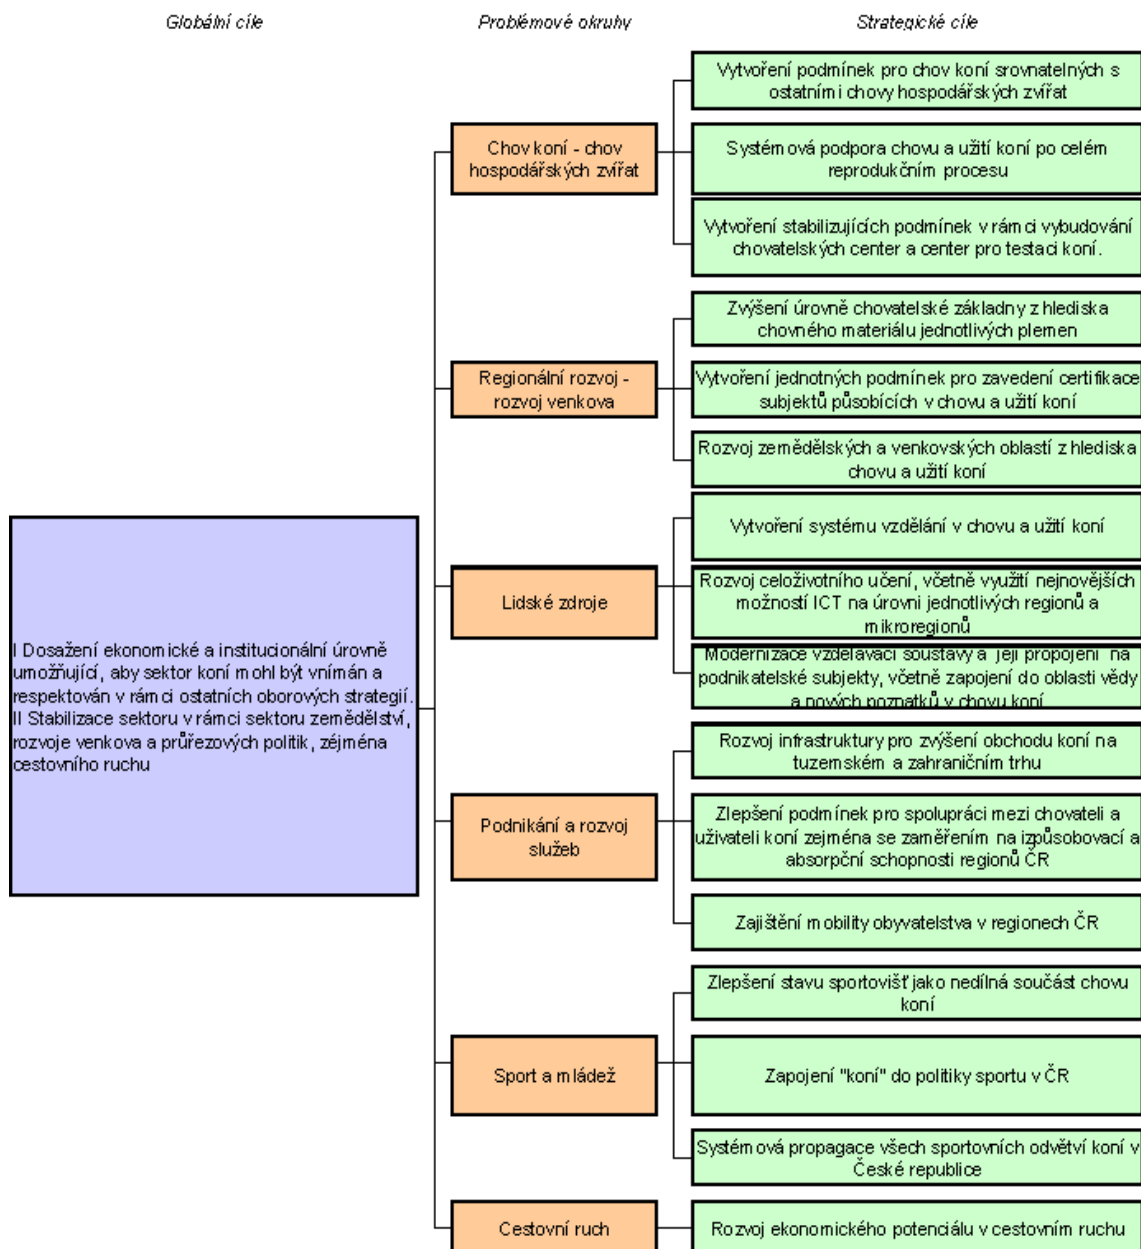 Globální cíle
Problémové okruhy
Strategické cíle
Vytvoření podmínek pro chov koní srovnatelných s
ostatními chovy hospodářských zvířat
Chov koní - chov
hospodářských zvířat
Systémová podpora chovu a užití koní po celém
reprodukčním procesu
Vytvoření stabilizujících podmínek v rámci vybudování
chovatelských center a center pro testaci koní.
Zvýšení úrovně chovatelské základny z hlediska
chovného materiálu jednotlivých plemen
Regionální rozvoj -
rozvoj venkova
Vytvoření jednotných podmínek pro zavedení certifikace
subjektů působících v chovu a užití koní
Rozvoj zemědělských a venkovských oblastí z hlediska
chovu a užití koní
Vytvoření systému vzdělání v chovu a užití koní
Lidské zdroje
Rozvoj celoživotního učení, včetně využití nejnovějších
možností ICT na úrovni jednotlivých regionů a
mikroregionů
Modernizace vzdělávací soustavy a její propojení na
podnikatelské subjekty, včetně zapojení do oblasti vědy
a nových poznatků v chovu koní
I Dosažení ekonomické a institucionální úrovně
umožňující, aby sektor koní mohl být vnímán a
respektován v rámci ostatních oborových strategií.
II Stabilizace sektoru v rámci sektoru zemědělství,
rozvoje venkova a průřezových politik, zéjména
cestovního ruchu
Rozvoj infrastruktury pro zvýšení obchodu koní na
tuzemském a zahraničním trhu
Podnikání a rozvoj
služeb
Zlepšení podmínek pro spolupráci mezi chovateli a
uživateli koní zejména se zaměřením na izpůsobovací a
absorpční schopnosti regionů ČR
Zajištění mobility obyvatelstva v regionech ČR
Zlepšení stavu sportovišť jako nedílná součást chovu
koní
Sport a mládež
Zapojení "koní" do politiky sportu v ČR
Systémová propagace všech sportovních odvětví koní v
České republice
Cestovní ruch
Rozvoj ekonomického potenciálu v cestovním ruchu